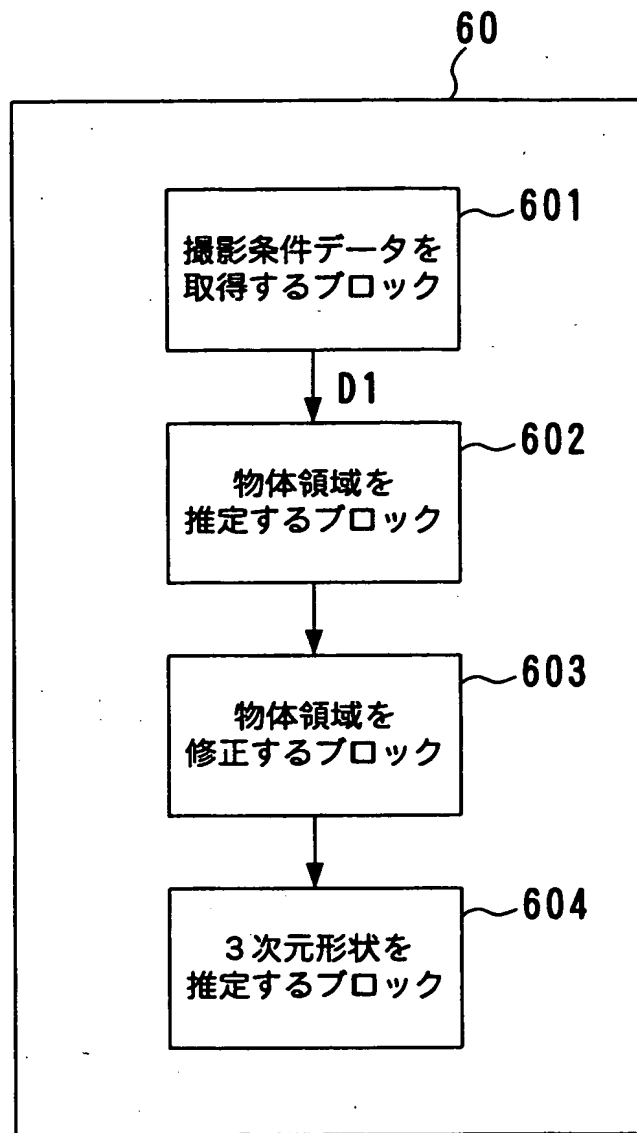 60
601
撮影条件データを
取得するブロック
D1
602
物体領域を
推定するブロック
603
物体領域を
修正するブロック
604
3次元形状を
推定するブロック